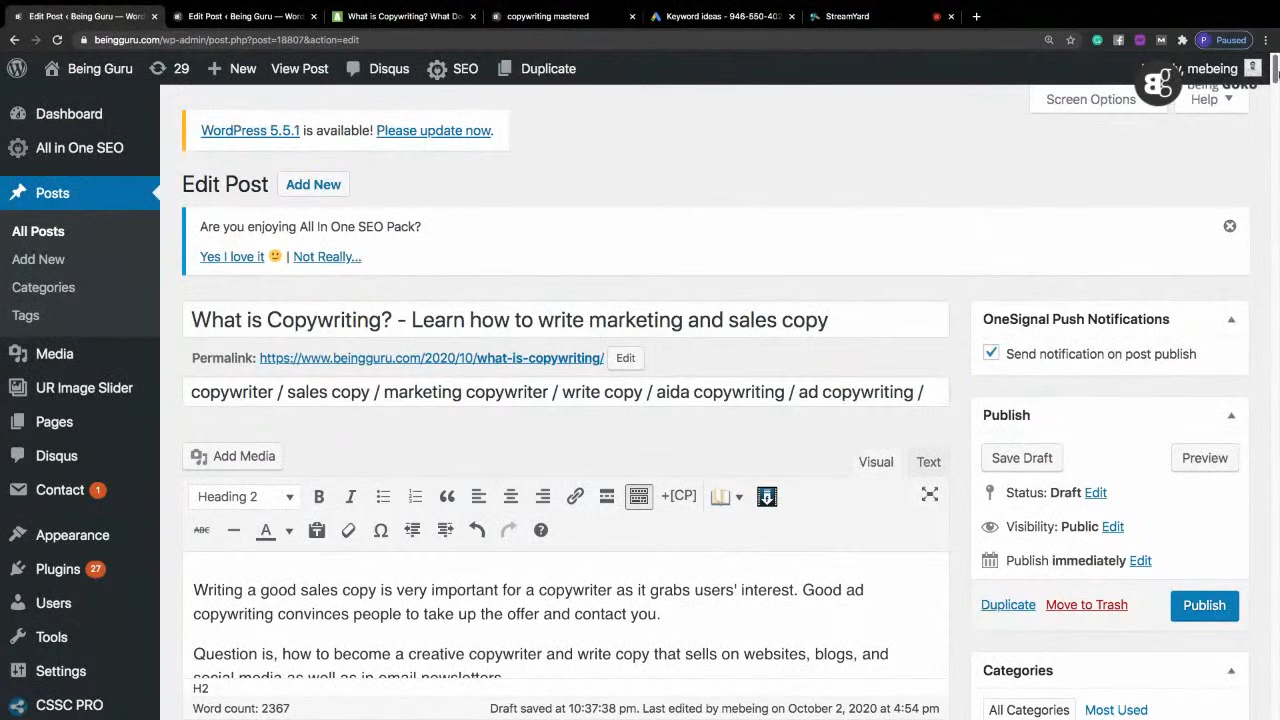 Edit Post ‹ Being Guru — Word
Edit Post ‹ Being Guru — Word
What is Copywriting? What Do
copywriting mastered
Keyword ideas - 946-550-402
StreamYard
beingguru.com/wp-admin/post.php?post=18807&action=edit
Paused
Being Guru
29
New
View Post
Disqus
SEO
Duplicate
mebeing
being GURU
Screen Options
Help
Dashboard
All in One SEO
Posts
All Posts
Add New
Categories
Tags
Media
UR Image Slider
Pages
Disqus
Contact 1
Appearance
Plugins 27
Users
Tools
Settings
CSSC PRO
WordPress 5.5.1 is available! Please update now.
Edit Post
Add New
Are you enjoying All In One SEO Pack?
Yes I love it | Not Really...
What is Copywriting? - Learn how to write marketing and sales copy
Permalink: https://www.beingguru.com/2020/10/what-is-copywriting/ Edit
copywriter / sales copy / marketing copywriter / write copy / aida copywriting / ad copywriting /
Add Media
Visual
Text
Heading 2
+[CP]
Writing a good sales copy is very important for a copywriter as it grabs users' interest. Good ad
copywriting convinces people to take up the offer and contact you.
Question is, how to become a creative copywriter and write copy that sells on websites, blogs, and
social media as well as in email newsletters.
H2
Word count: 2367
Draft saved at 10:37:38 pm. Last edited by mebeing on October 2, 2020 at 4:54 pm
OneSignal Push Notifications
Send notification on post publish
Publish
Save Draft
Preview
Status: Draft Edit
Visibility: Public Edit
Publish immediately Edit
Duplicate
Move to Trash
Publish
Categories
All Categories
Most Used